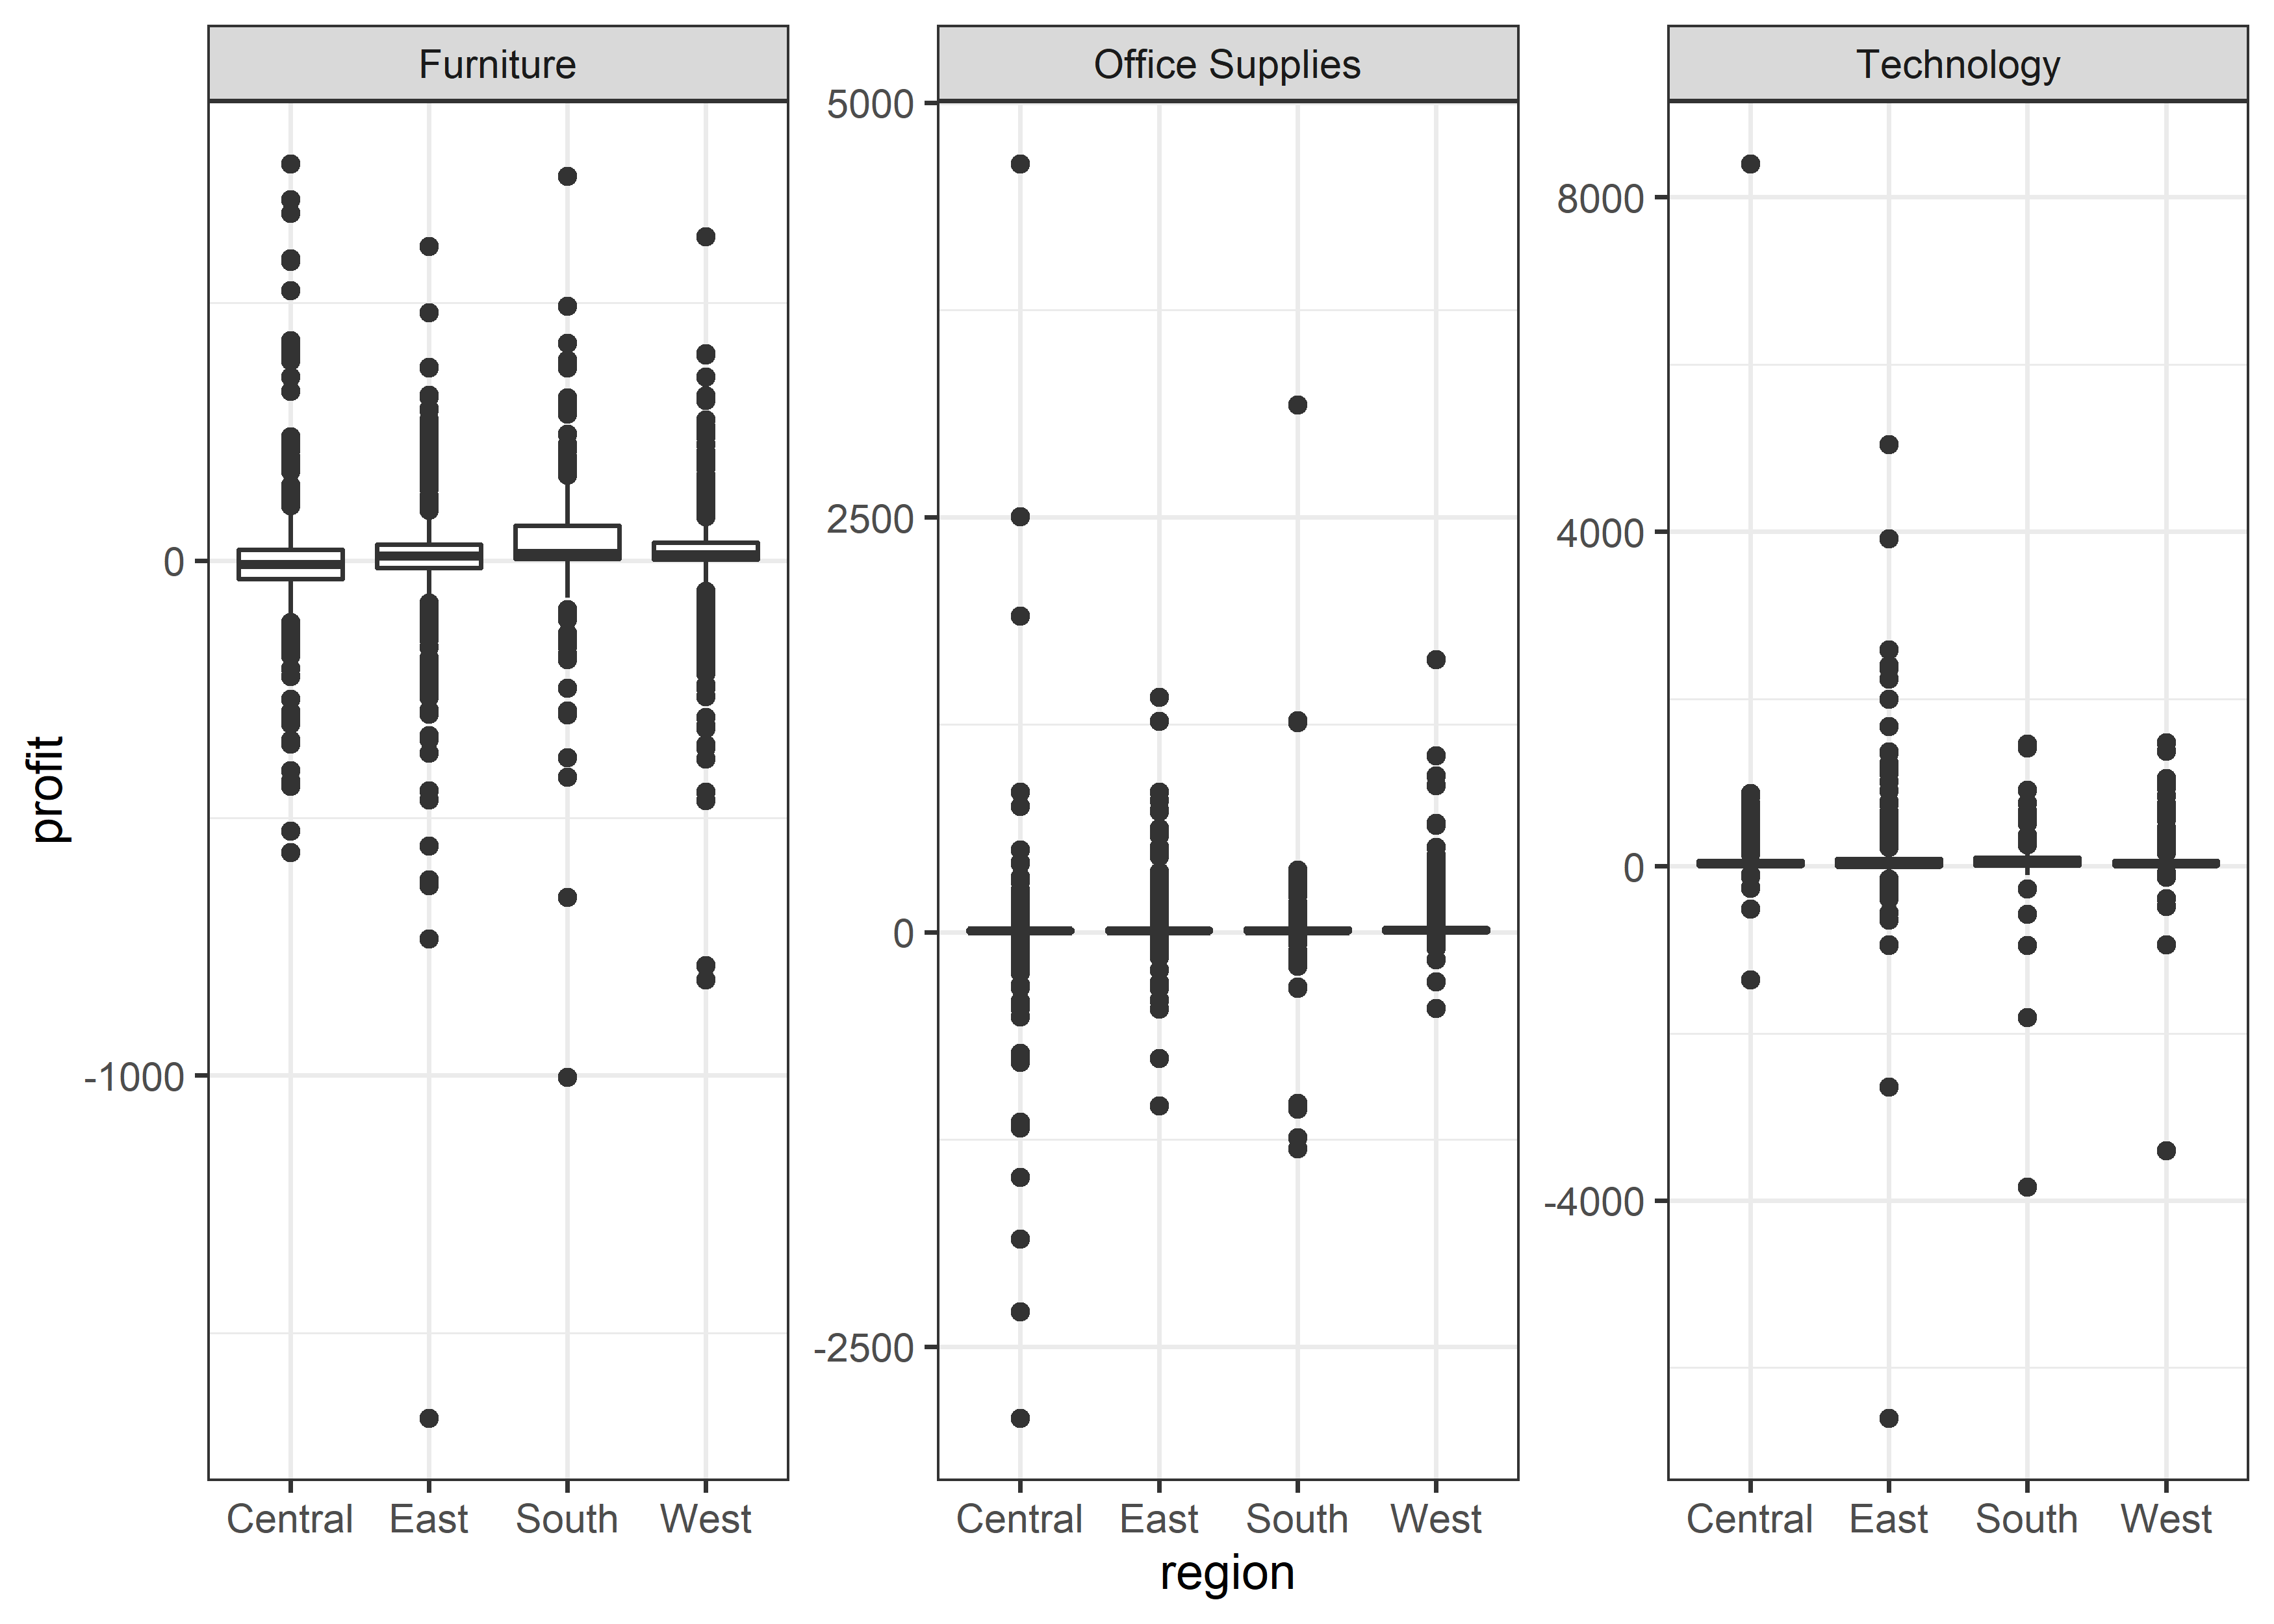 Furniture
Office Supplies
Technology
profit
0
-1000
5000
2500
0
-2500
8000
4000
0
-4000
Central East South West
Central East South West
Central East South West
region